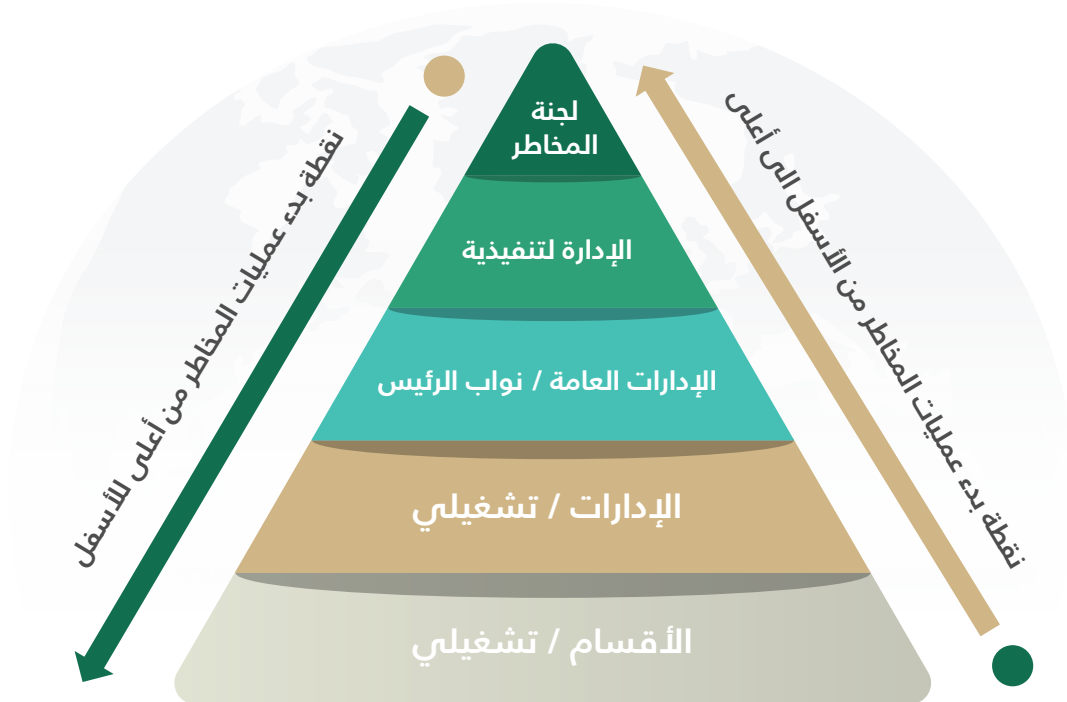 لجنة
المخاطر
الإدارة لتنفيذية
الإدارات العامة / نواب الرئيس
الإدارات / تشغيلي
الأقسام / تشغيلي
نقطة بدء عمليات المخاطر من الأسفل الى أعلى
نقطة بدء عمليات المخاطر من أعلى للأسفل